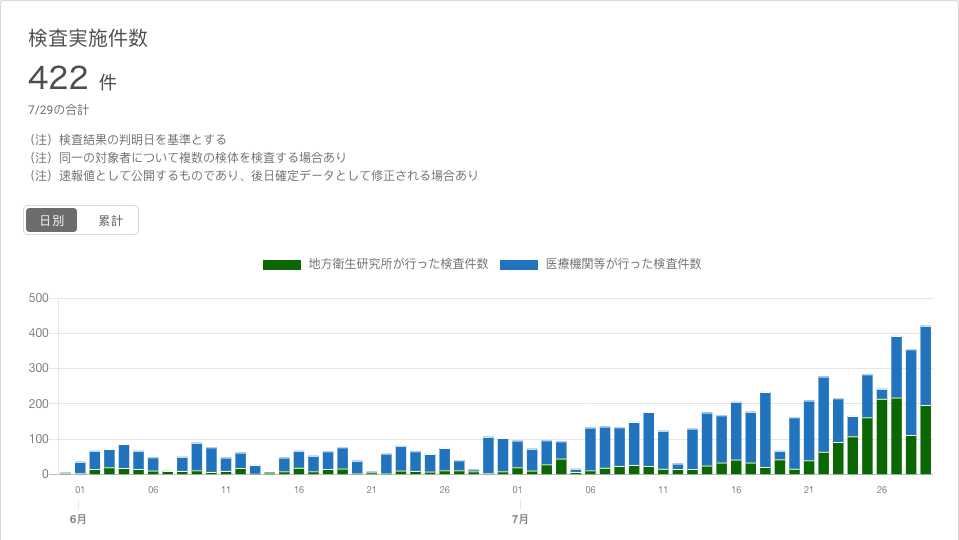 検査実施件数
422 件
7/29の合計
（注）検査結果の判明日を基準とする
（注）同一の対象者について複数の検体を検査する場合あり
（注）速報値として公開するものであり、後日確定データとして修正される場合あり
日別 累計
地方衛生研究所が行った検査件数 医療機関等が行った検査件数
500
400
300
200
100
0
01 06 11 16 21 26 01 06 11 16 21 26
6月 7月